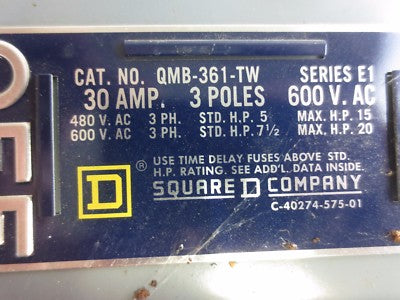 OFF
CAT. NO. QMB-361-TW SERIES E1
30 AMP. 3 POLES 600 V. AC
480 V. AC 3 PH. STD. H.P. 5 MAX. H.P. 15
600 V. AC 3 PH. STD. H.P. 7½ MAX. H.P. 20
USE TIME DELAY FUSES ABOVE STD.
H.P. RATING. SEE ADD'L. DATA INSIDE.
D ® SQUARE D COMPANY
C-40274-575-01